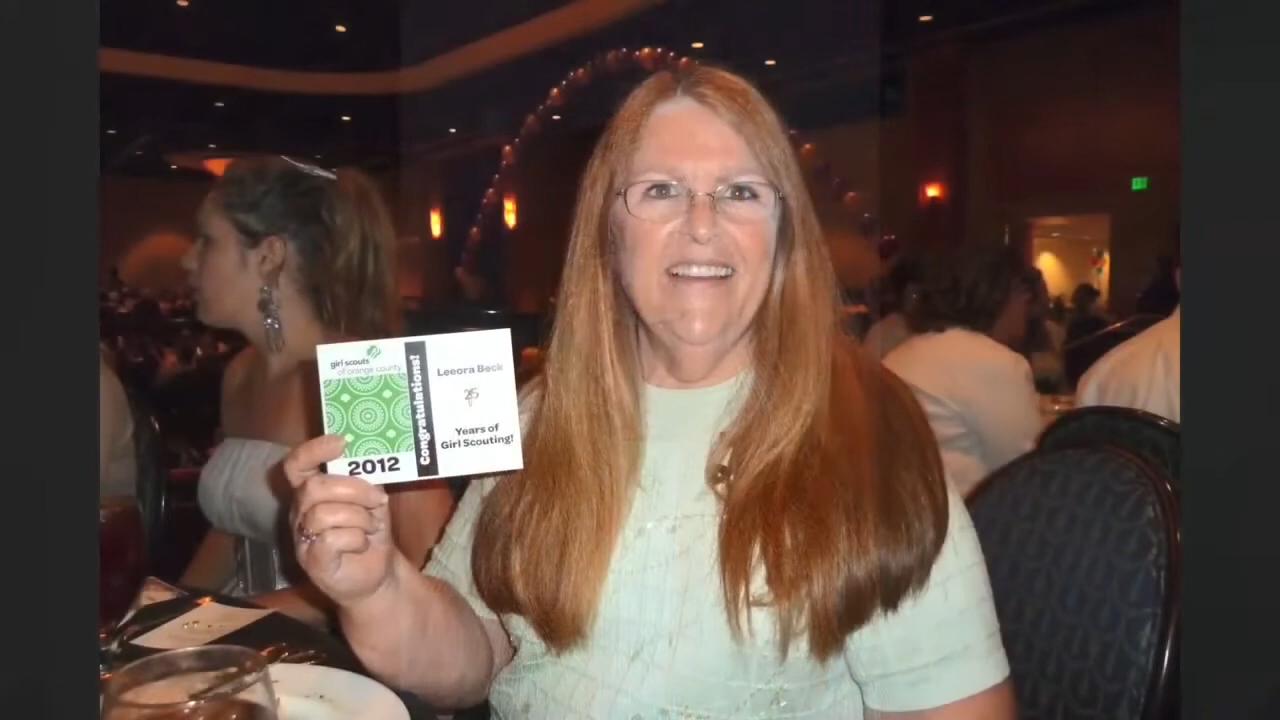 girl scouts
of orange county
Congratulations!
2012
Leeora Beck
25
Years of
Girl Scouting!